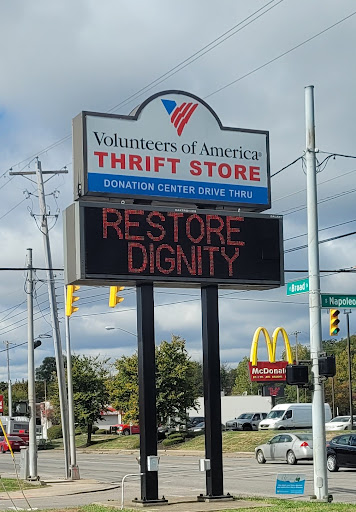 Volunteers of America®
THRIFT STORE
DONATION CENTER DRIVE THRU
RESTORE
DIGNITY
E Broad
S Napoleon
McDonald's